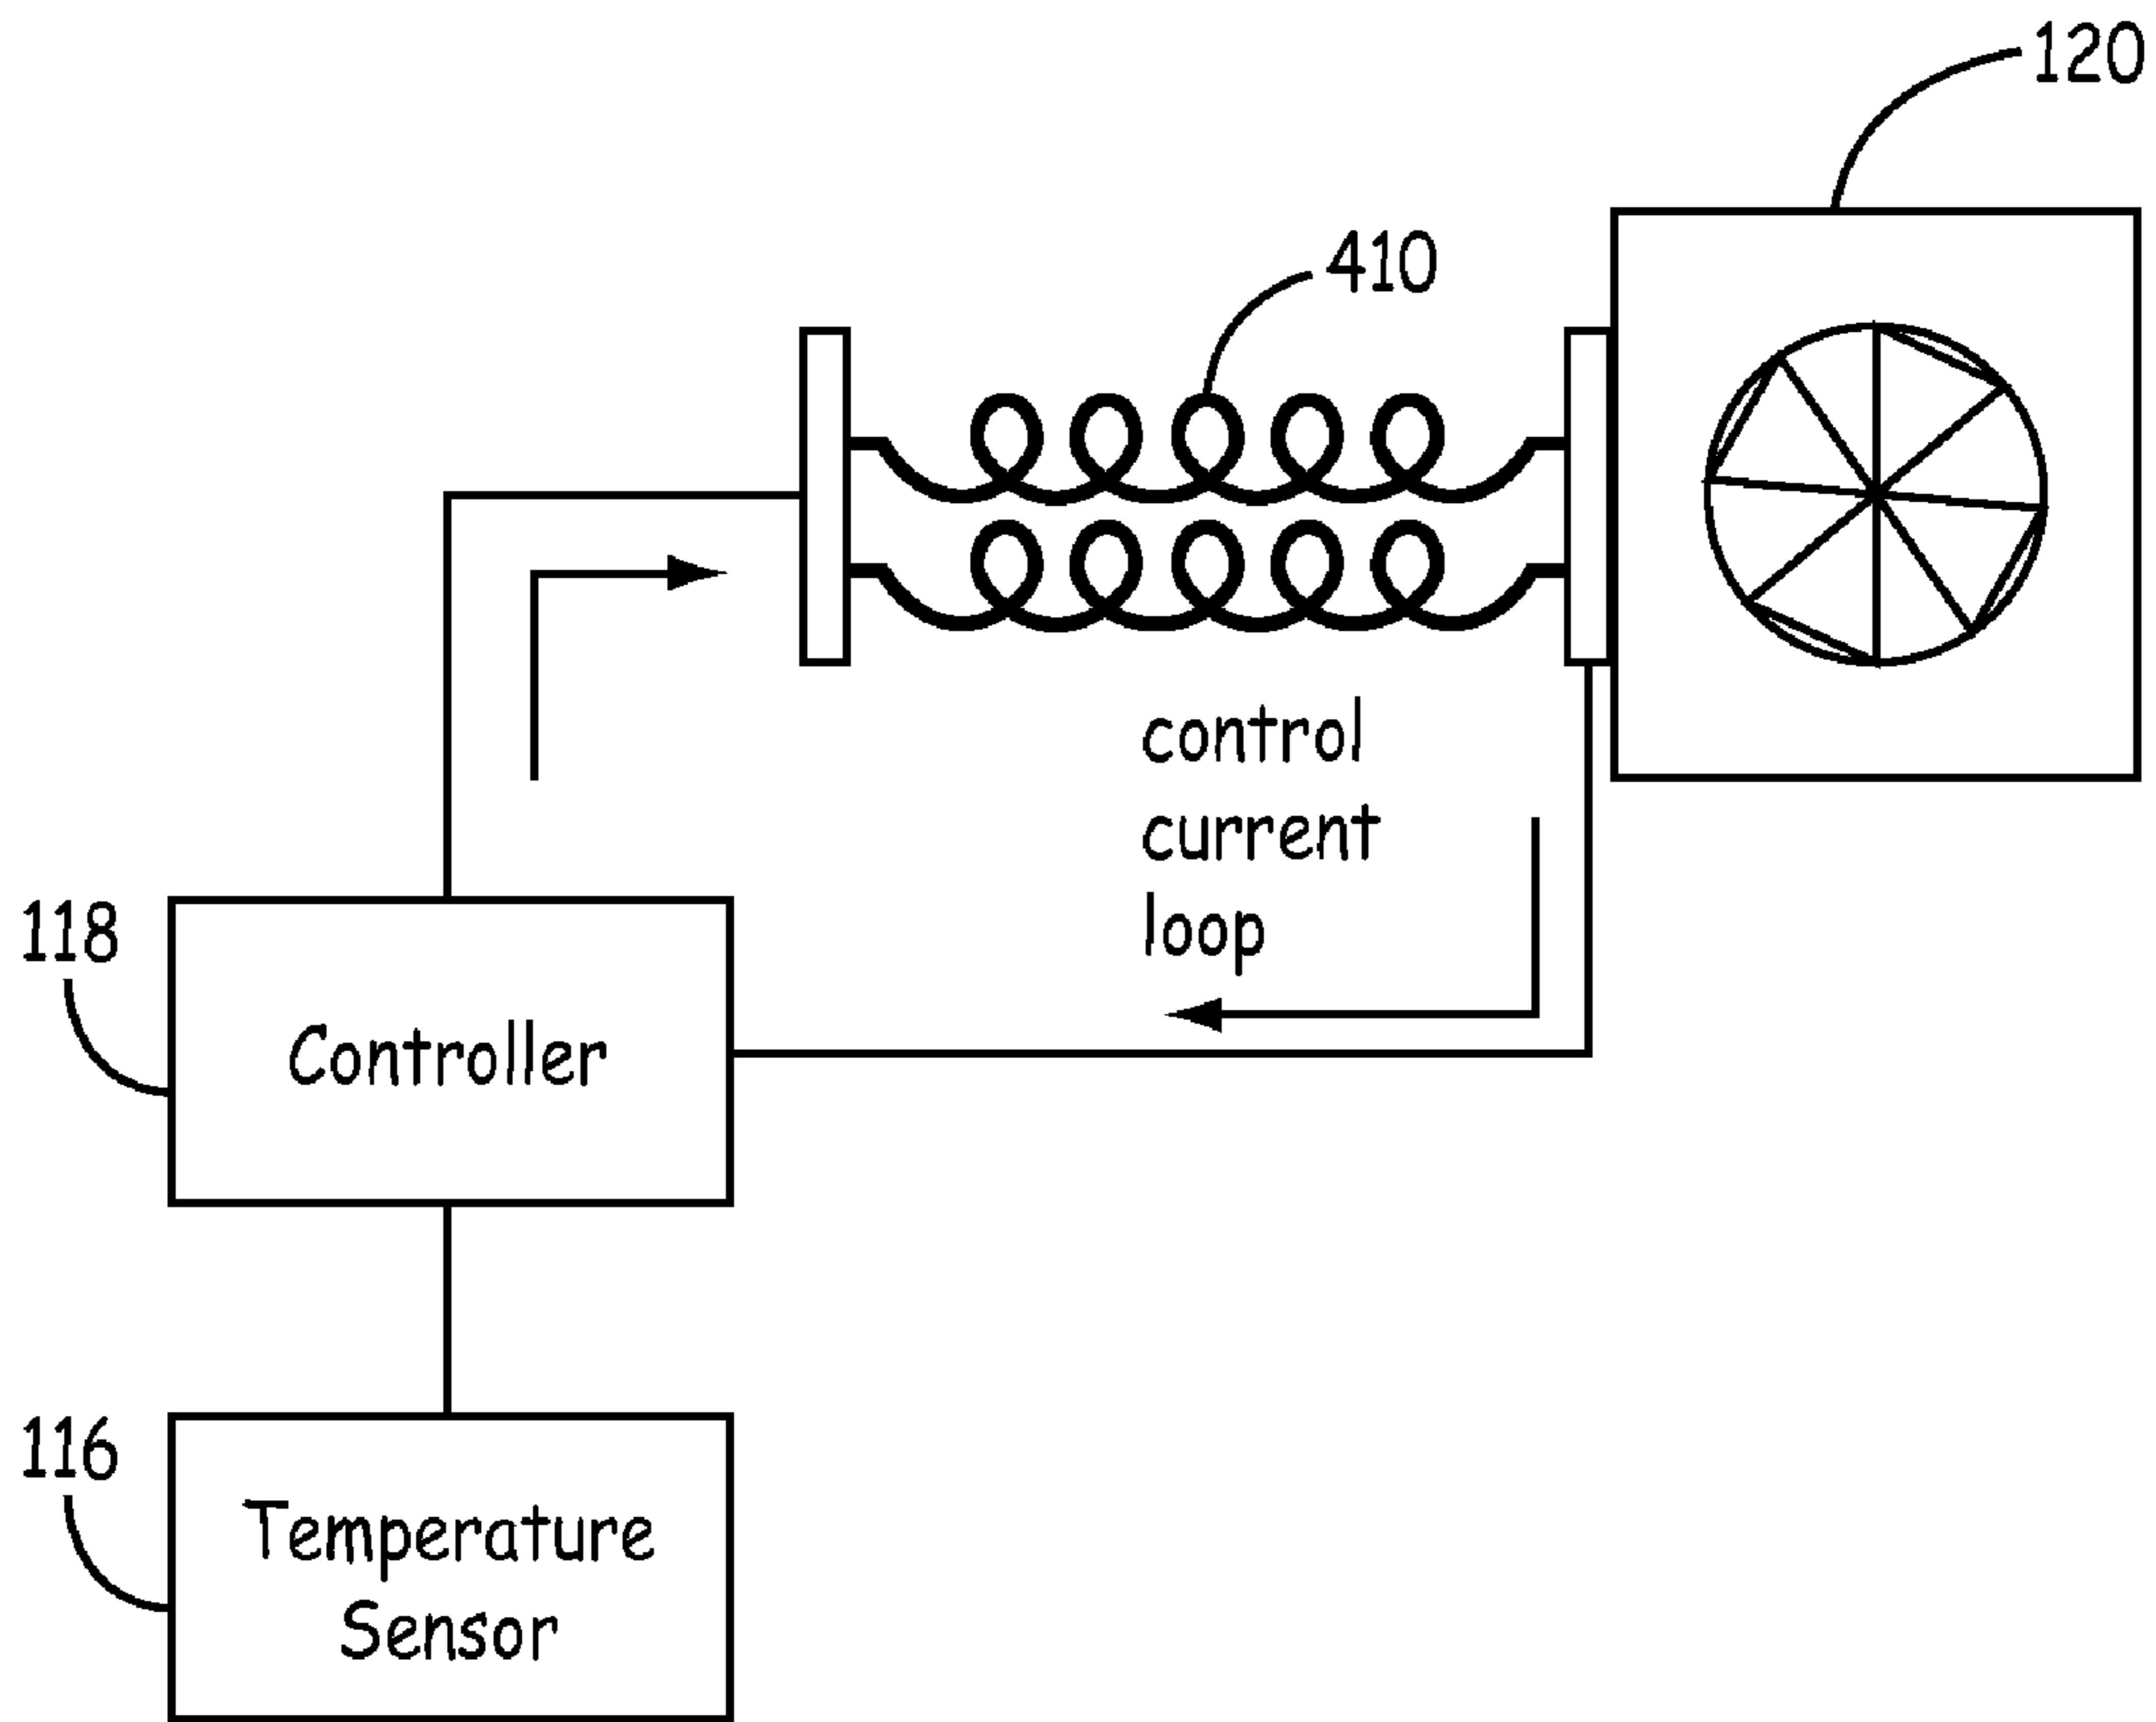 120
410
control
current
loop
118
Controller
116
Temperature
Sensor